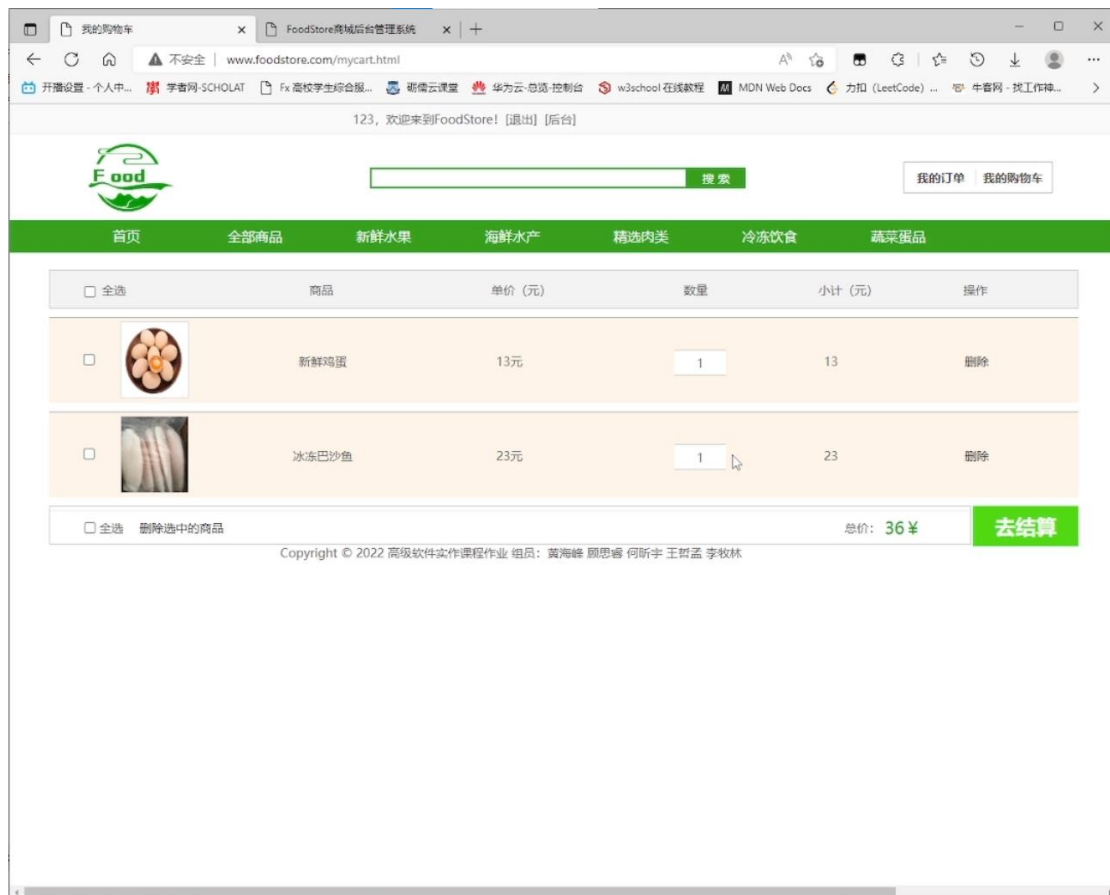 我的购物车 FoodStore商城后台管理系统
不安全 www.foodstore.com/mycart.html
开播设置 - 个人中... 学者网-SCHOLAT Fx 高校学生综合服... 砺儒云课堂 华为云-总览-控制台 w3school 在线教程 MDN Web Docs 力扣 (LeetCode) ... 牛客网 - 找工作神...
123，欢迎来到FoodStore! [退出] [后台]
Food
搜 索
我的订单 我的购物车
首页 全部商品 新鲜水果 海鲜水产 精选肉类 冷冻饮食 蔬菜蛋品
全选 商品 单价（元） 数量 小计（元） 操作
新鲜鸡蛋 13元 1 13 删除
冰冻巴沙鱼 23元 1 23 删除
全选 删除选中的商品 总价： 36￥ 去结算
Copyright © 2022 高级软件实作课程作业 组员：黄海峰 顾思睿 何昕宇 王哲孟 李牧林